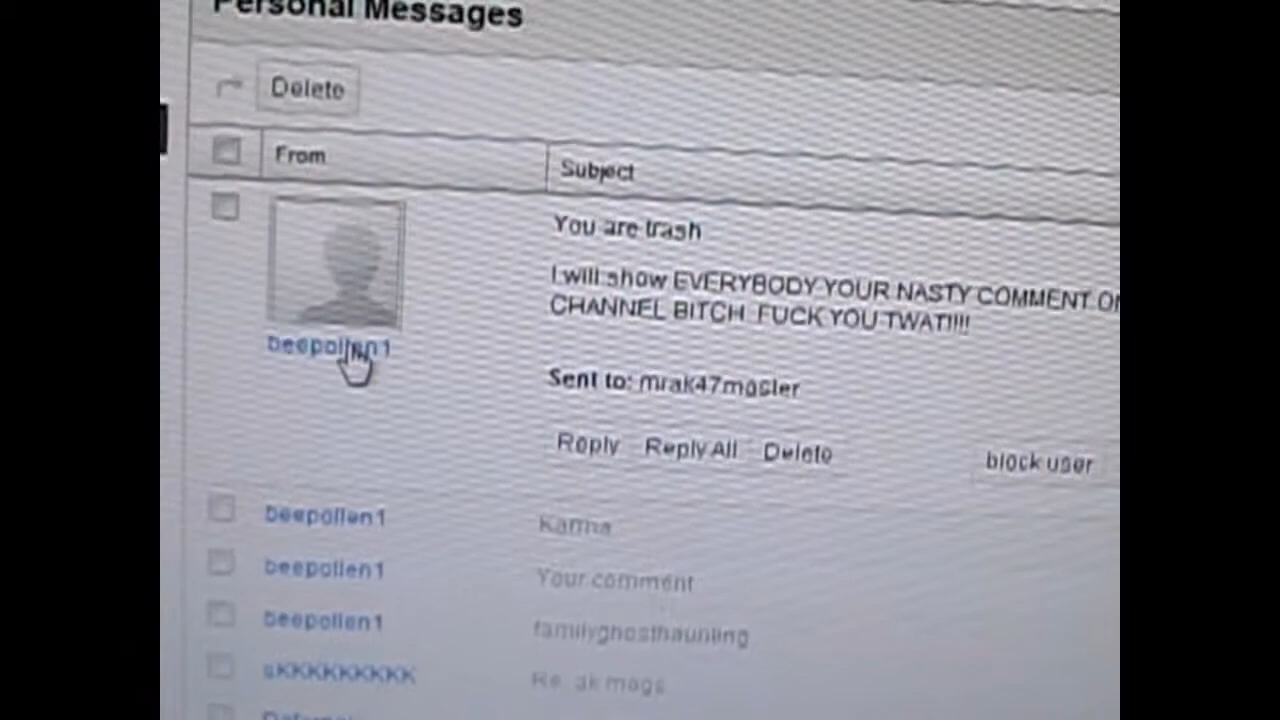 Personal Messages
Delete
From
Subject
You are trash
I will show EVERYBODY YOUR NASTY COMMENT
CHANNEL BITCH FUCK YOU TWAT!!!!
beepollen1
Sent to: mrak47master
Reply Reply All Delete block user
beepollen1 Karma
beepollen1 Your comment
beepollen1 familyghosthaunting
sKKKKKKKKK Re: ak mags